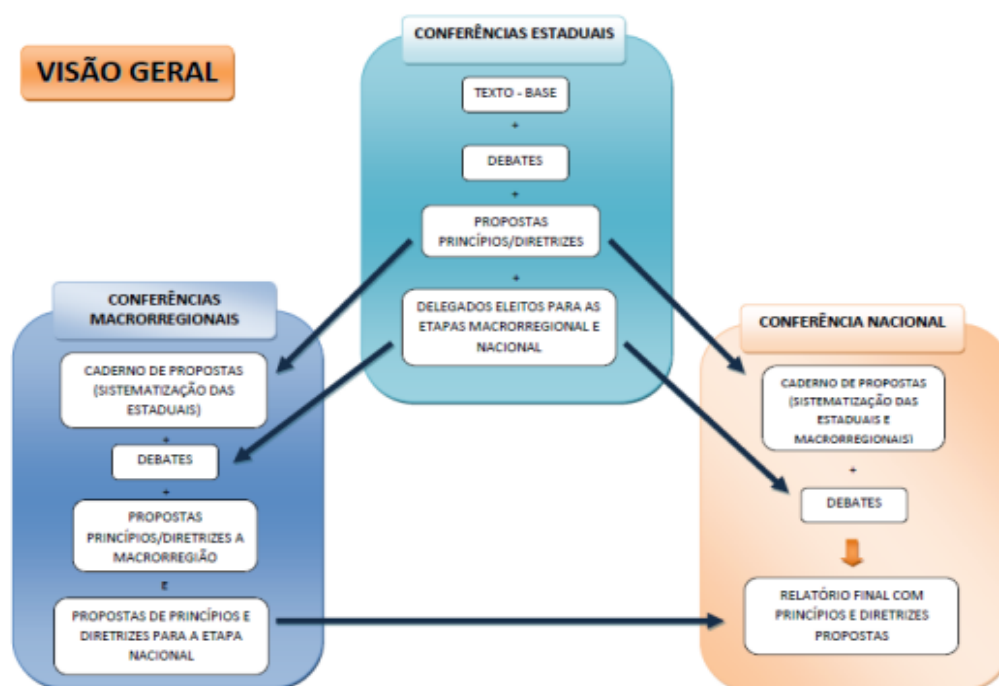 VISÃO GERAL
CONFERÊNCIAS ESTADUAIS
TEXTO - BASE
+
DEBATES
+
PROPOSTAS
PRINCÍPIOS/DIRETRIZES
+
DELEGADOS ELEITOS PARA AS
ETAPAS MACRORREGIONAL E
NACIONAL
CONFERÊNCIAS
MACRORREGIONAIS
CADERNO DE PROPOSTAS
(SISTEMATIZAÇÃO DAS
ESTADUAIS)
+
DEBATES
+
PROPOSTAS
PRINCÍPIOS/DIRETRIZES A
MACRORREGIÃO
E
PROPOSTAS DE PRINCÍPIOS E
DIRETRIZES PARA A ETAPA
NACIONAL
CONFERÊNCIA NACIONAL
CADERNO DE PROPOSTAS
(SISTEMATIZAÇÃO DAS
ESTADUAIS E
MACRORREGIONAIS)
+
DEBATES
RELATÓRIO FINAL COM
PRINCÍPIOS E DIRETRIZES
PROPOSTAS